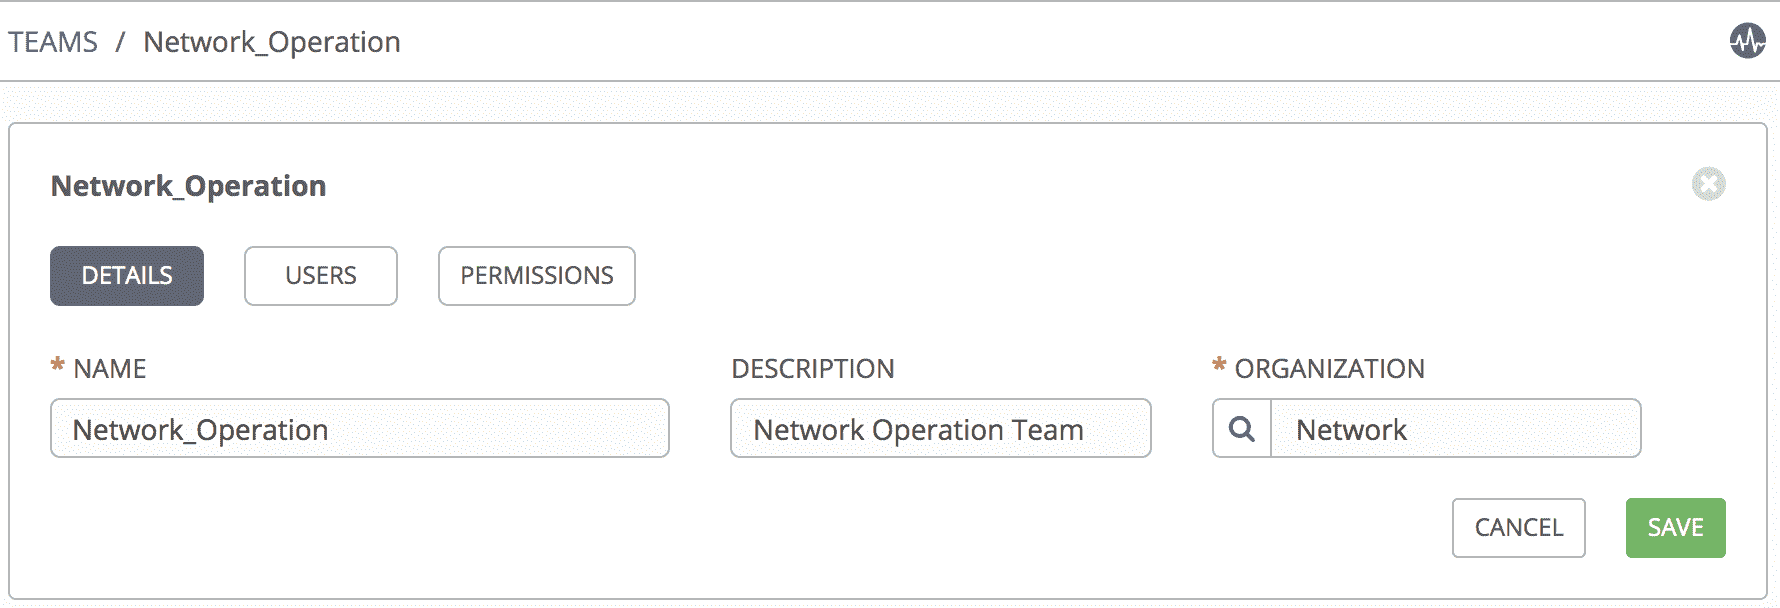 TEAMS / Network_Operation
Network_Operation
DETAILS USERS PERMISSIONS
* NAME DESCRIPTION * ORGANIZATION
Network_Operation Network Operation Team Network
CANCEL SAVE